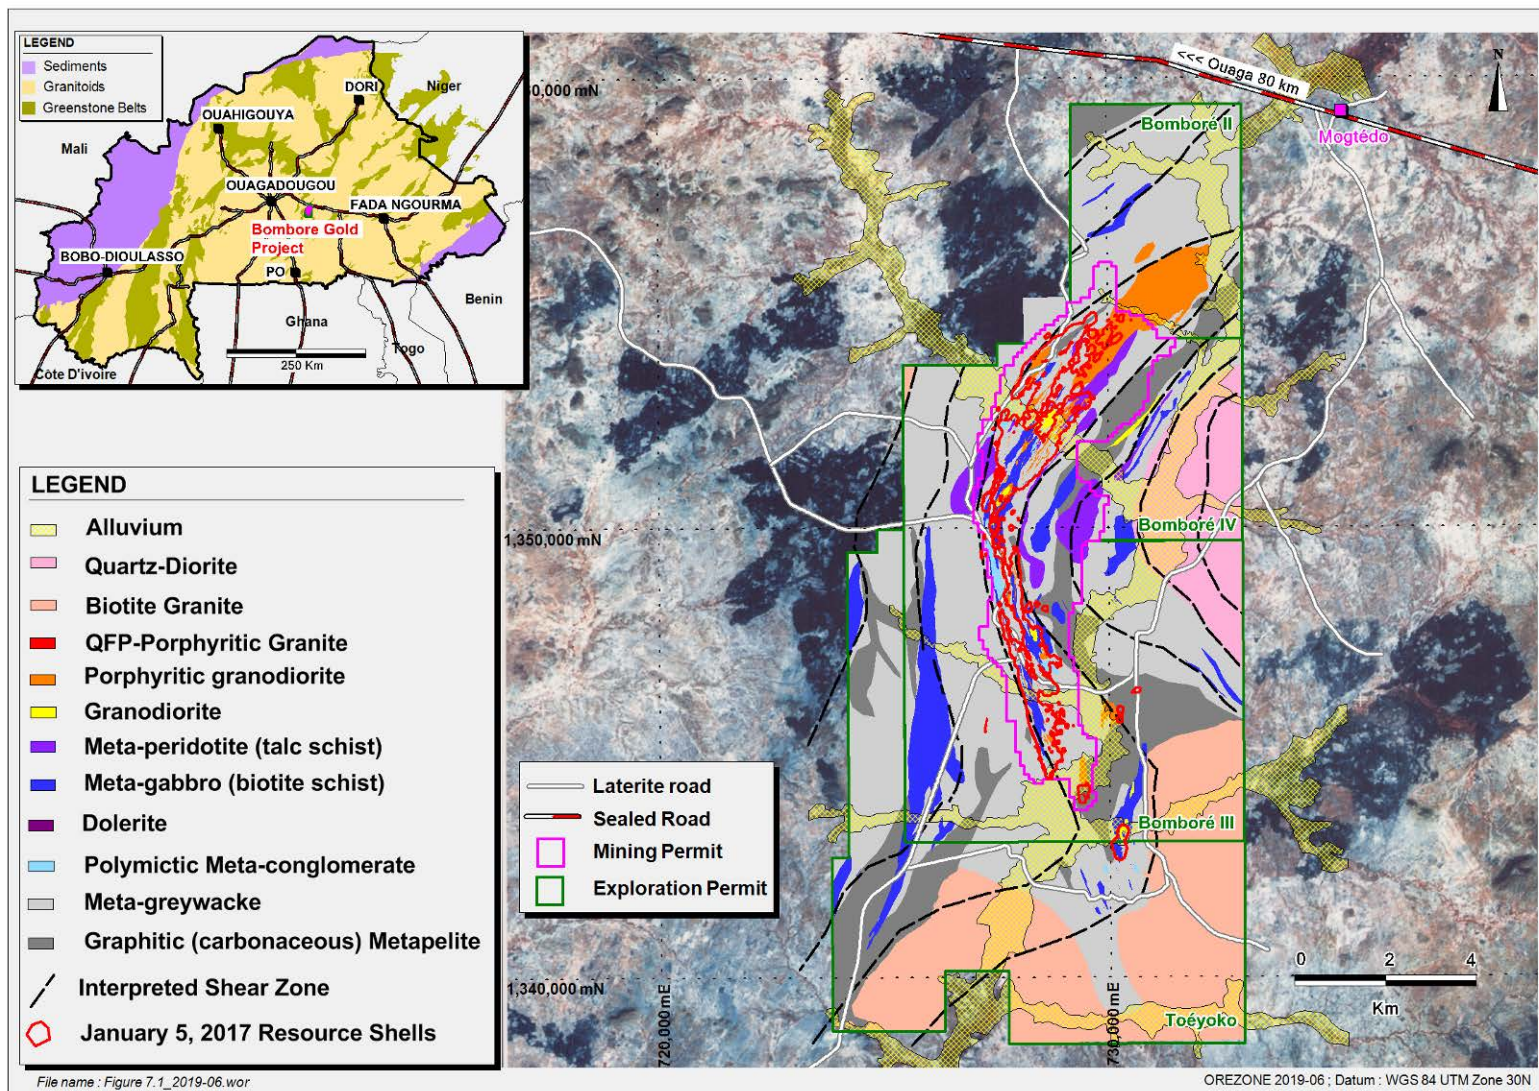 LEGEND
Sediments
Granitoids
Greenstone Belts
Mali
Niger
DORI
OUAHIGOUYA
OUAGADOUGOU
FADA NGOURMA
Bombore Gold
Project
BOBO-DIOULASSO
PO
Benin
Ghana
Togo
Côte D'ivoire
250 Km
<<< Ouaga 80 km
N
Mogtédo
Bomboré II
Bomboré IV
1,350,000 mN
Bomboré III
1,340,000 mN
Toéyoko
720,000 mE
730,000 mE
0 2 4
Km
LEGEND
Alluvium
Quartz-Diorite
Biotite Granite
QFP-Porphyritic Granite
Porphyritic granodiorite
Granodiorite
Meta-peridotite (talc schist)
Meta-gabbro (biotite schist)
Dolerite
Polymictic Meta-conglomerate
Meta-greywacke
Graphitic (carbonaceous) Metapelite
Interpreted Shear Zone
January 5, 2017 Resource Shells
Laterite road
Sealed Road
Mining Permit
Exploration Permit
File name : Figure 7.1_2019-06.wor
OREZONE 2019-06 ; Datum : WGS 84 UTM Zone 30N